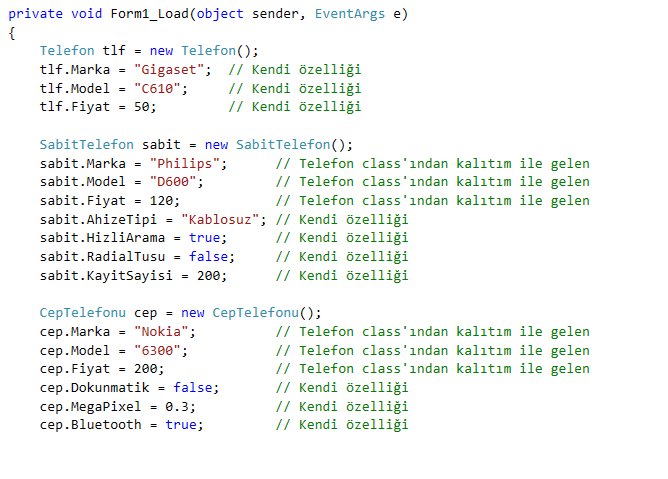 private void Form1_Load(object sender, EventArgs e)
{
    Telefon tlf = new Telefon();
    tlf.Marka = "Gigaset";  // Kendi özelliği
    tlf.Model = "C610";     // Kendi özelliği
    tlf.Fiyat = 50;         // Kendi özelliği

    SabitTelefon sabit = new SabitTelefon();
    sabit.Marka = "Philips";      // Telefon class'ından kalıtım ile gelen
    sabit.Model = "D600";         // Telefon class'ından kalıtım ile gelen
    sabit.Fiyat = 120;            // Telefon class'ından kalıtım ile gelen
    sabit.AhizeTipi = "Kablosuz"; // Kendi özelliği
    sabit.HizliArama = true;      // Kendi özelliği
    sabit.RadialTusu = false;     // Kendi özelliği
    sabit.KayitSayisi = 200;      // Kendi özelliği

    CepTelefonu cep = new CepTelefonu();
    cep.Marka = "Nokia";          // Telefon class'ından kalıtım ile gelen
    cep.Model = "6300";           // Telefon class'ından kalıtım ile gelen
    cep.Fiyat = 200;              // Telefon class'ından kalıtım ile gelen
    cep.Dokunmatik = false;       // Kendi özelliği
    cep.MegaPixel = 0.3;          // Kendi özelliği
    cep.Bluetooth = true;         // Kendi özelliği